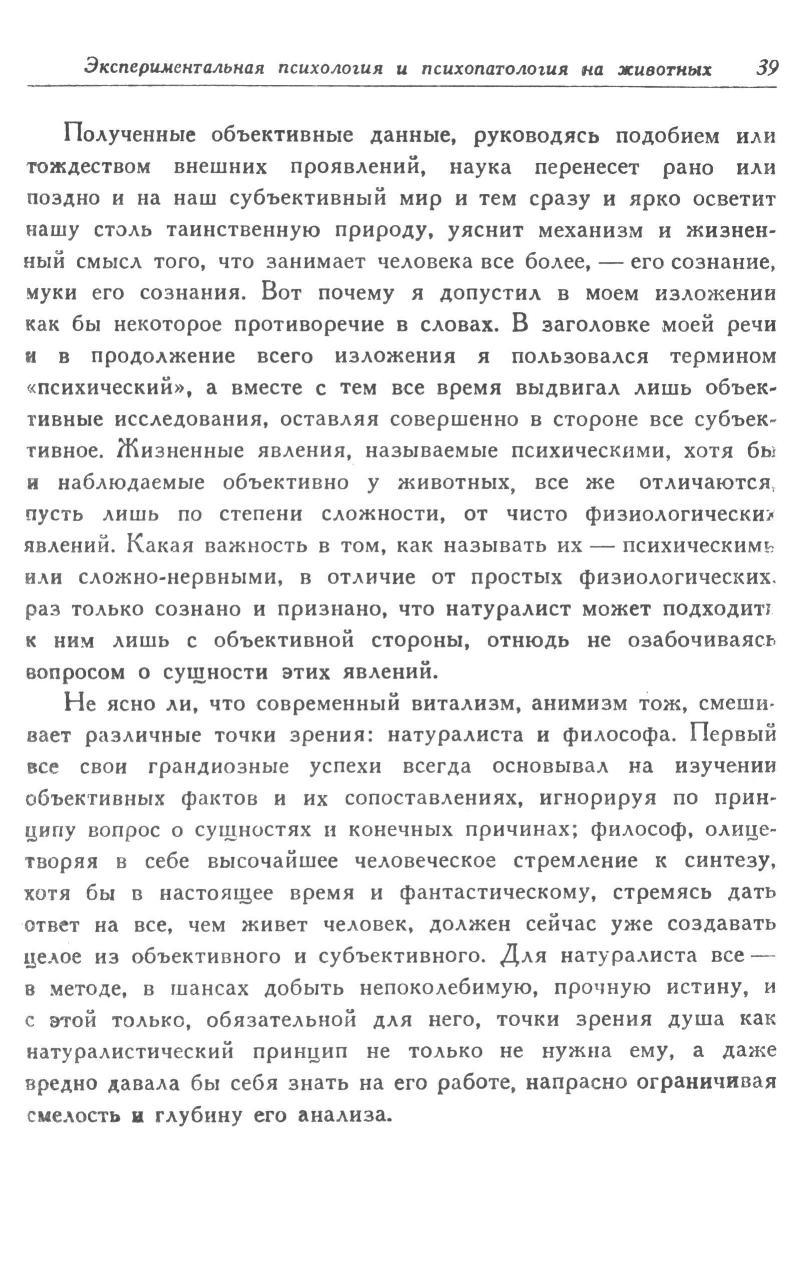 Экспериментальная психология и психопатология на животных 39
Полученные объективные данные, руководясь подобием или
тождеством внешних проявлений, наука перенесет рано или
поздно и на наш субъективный мир и тем сразу и ярко осветит
нашу столь таинственную природу, уяснит механизм и жизнен-
ный смысл того, что занимает человека все более, — его сознание,
муки его сознания. Вот почему я допустил в моем изложении
как бы некоторое противоречие в словах. В заголовке моей речи
и в продолжение всего изложения я пользовался термином
«психический», а вместе с тем все время выдвигал лишь объек-
тивные исследования, оставляя совершенно в стороне все субъек-
тивное. Жизненные явления, называемые психическими, хотя бы
и наблюдаемые объективно у животных, все же отличаются,
пусть лишь по степени сложности, от чисто физиологических
явлений. Какая важность в том, как называть их — психическими
или сложно-нервными, в отличие от простых физиологических,
раз только сознано и признано, что натуралист может подходить
к ним лишь с объективной стороны, отнюдь не озабочиваясь
вопросом о сущности этих явлений.
Не ясно ли, что современный витализм, анимизм тож, смеши-
вает различные точки зрения: натуралиста и философа. Первый
все свои грандиозные успехи всегда основывал на изучении
объективных фактов и их сопоставлениях, игнорируя по прин-
ципу вопрос о сущностях и конечных причинах; философ, олице-
творяя в себе высочайшее человеческое стремление к синтезу,
хотя бы в настоящее время и фантастическому, стремясь дать
ответ на все, чем живет человек, должен сейчас уже создавать
целое из объективного и субъективного. Для натуралиста все —
в методе, в шансах добыть непоколебимую, прочную истину, и
с этой только, обязательной для него, точки зрения душа как
натуралистический принцип не только не нужна ему, а даже
вредно давала бы себя знать на его работе, напрасно ограничивая
смелость и глубину его анализа.